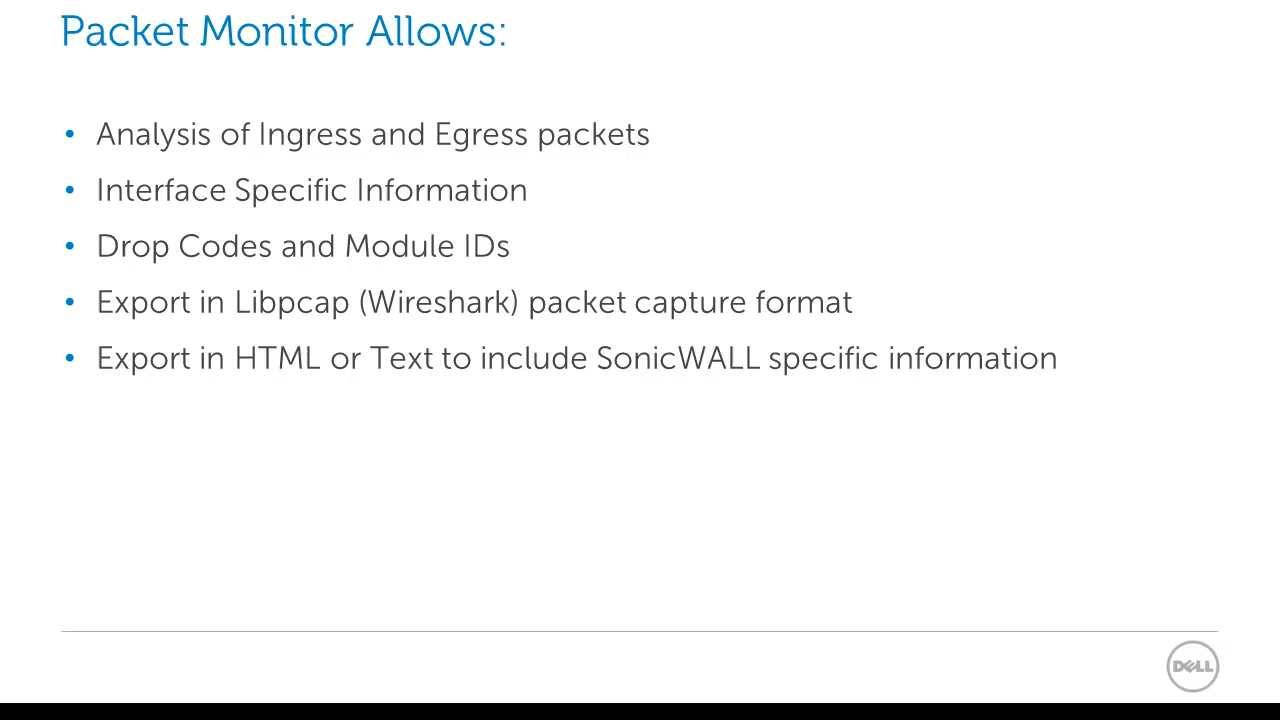 Packet Monitor Allows:
• Analysis of Ingress and Egress packets
• Interface Specific Information
• Drop Codes and Module IDs
• Export in Libpcap (Wireshark) packet capture format
• Export in HTML or Text to include SonicWALL specific information
DELL